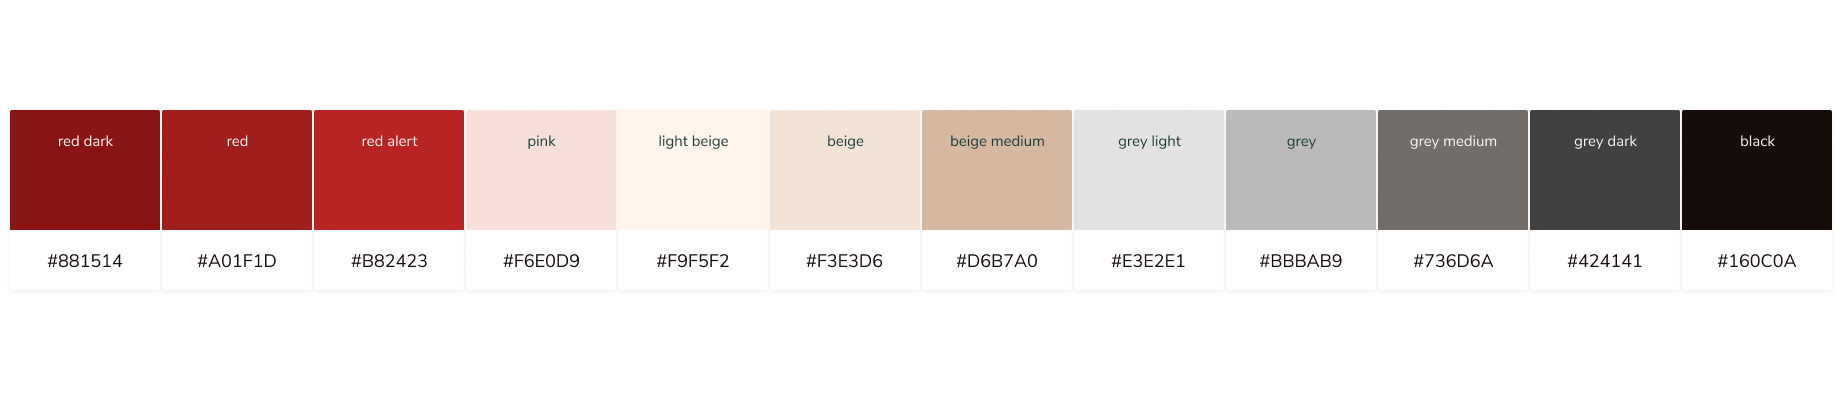 red dark
red
red alert
pink
light beige
beige
beige medium
grey light
grey
grey medium
grey dark
black
#881514
#A01F1D
#B82423
#F6E0D9
#F9F5F2
#F3E3D6
#D6B7A0
#E3E2E1
#BBBAB9
#736D6A
#424141
#160C0A